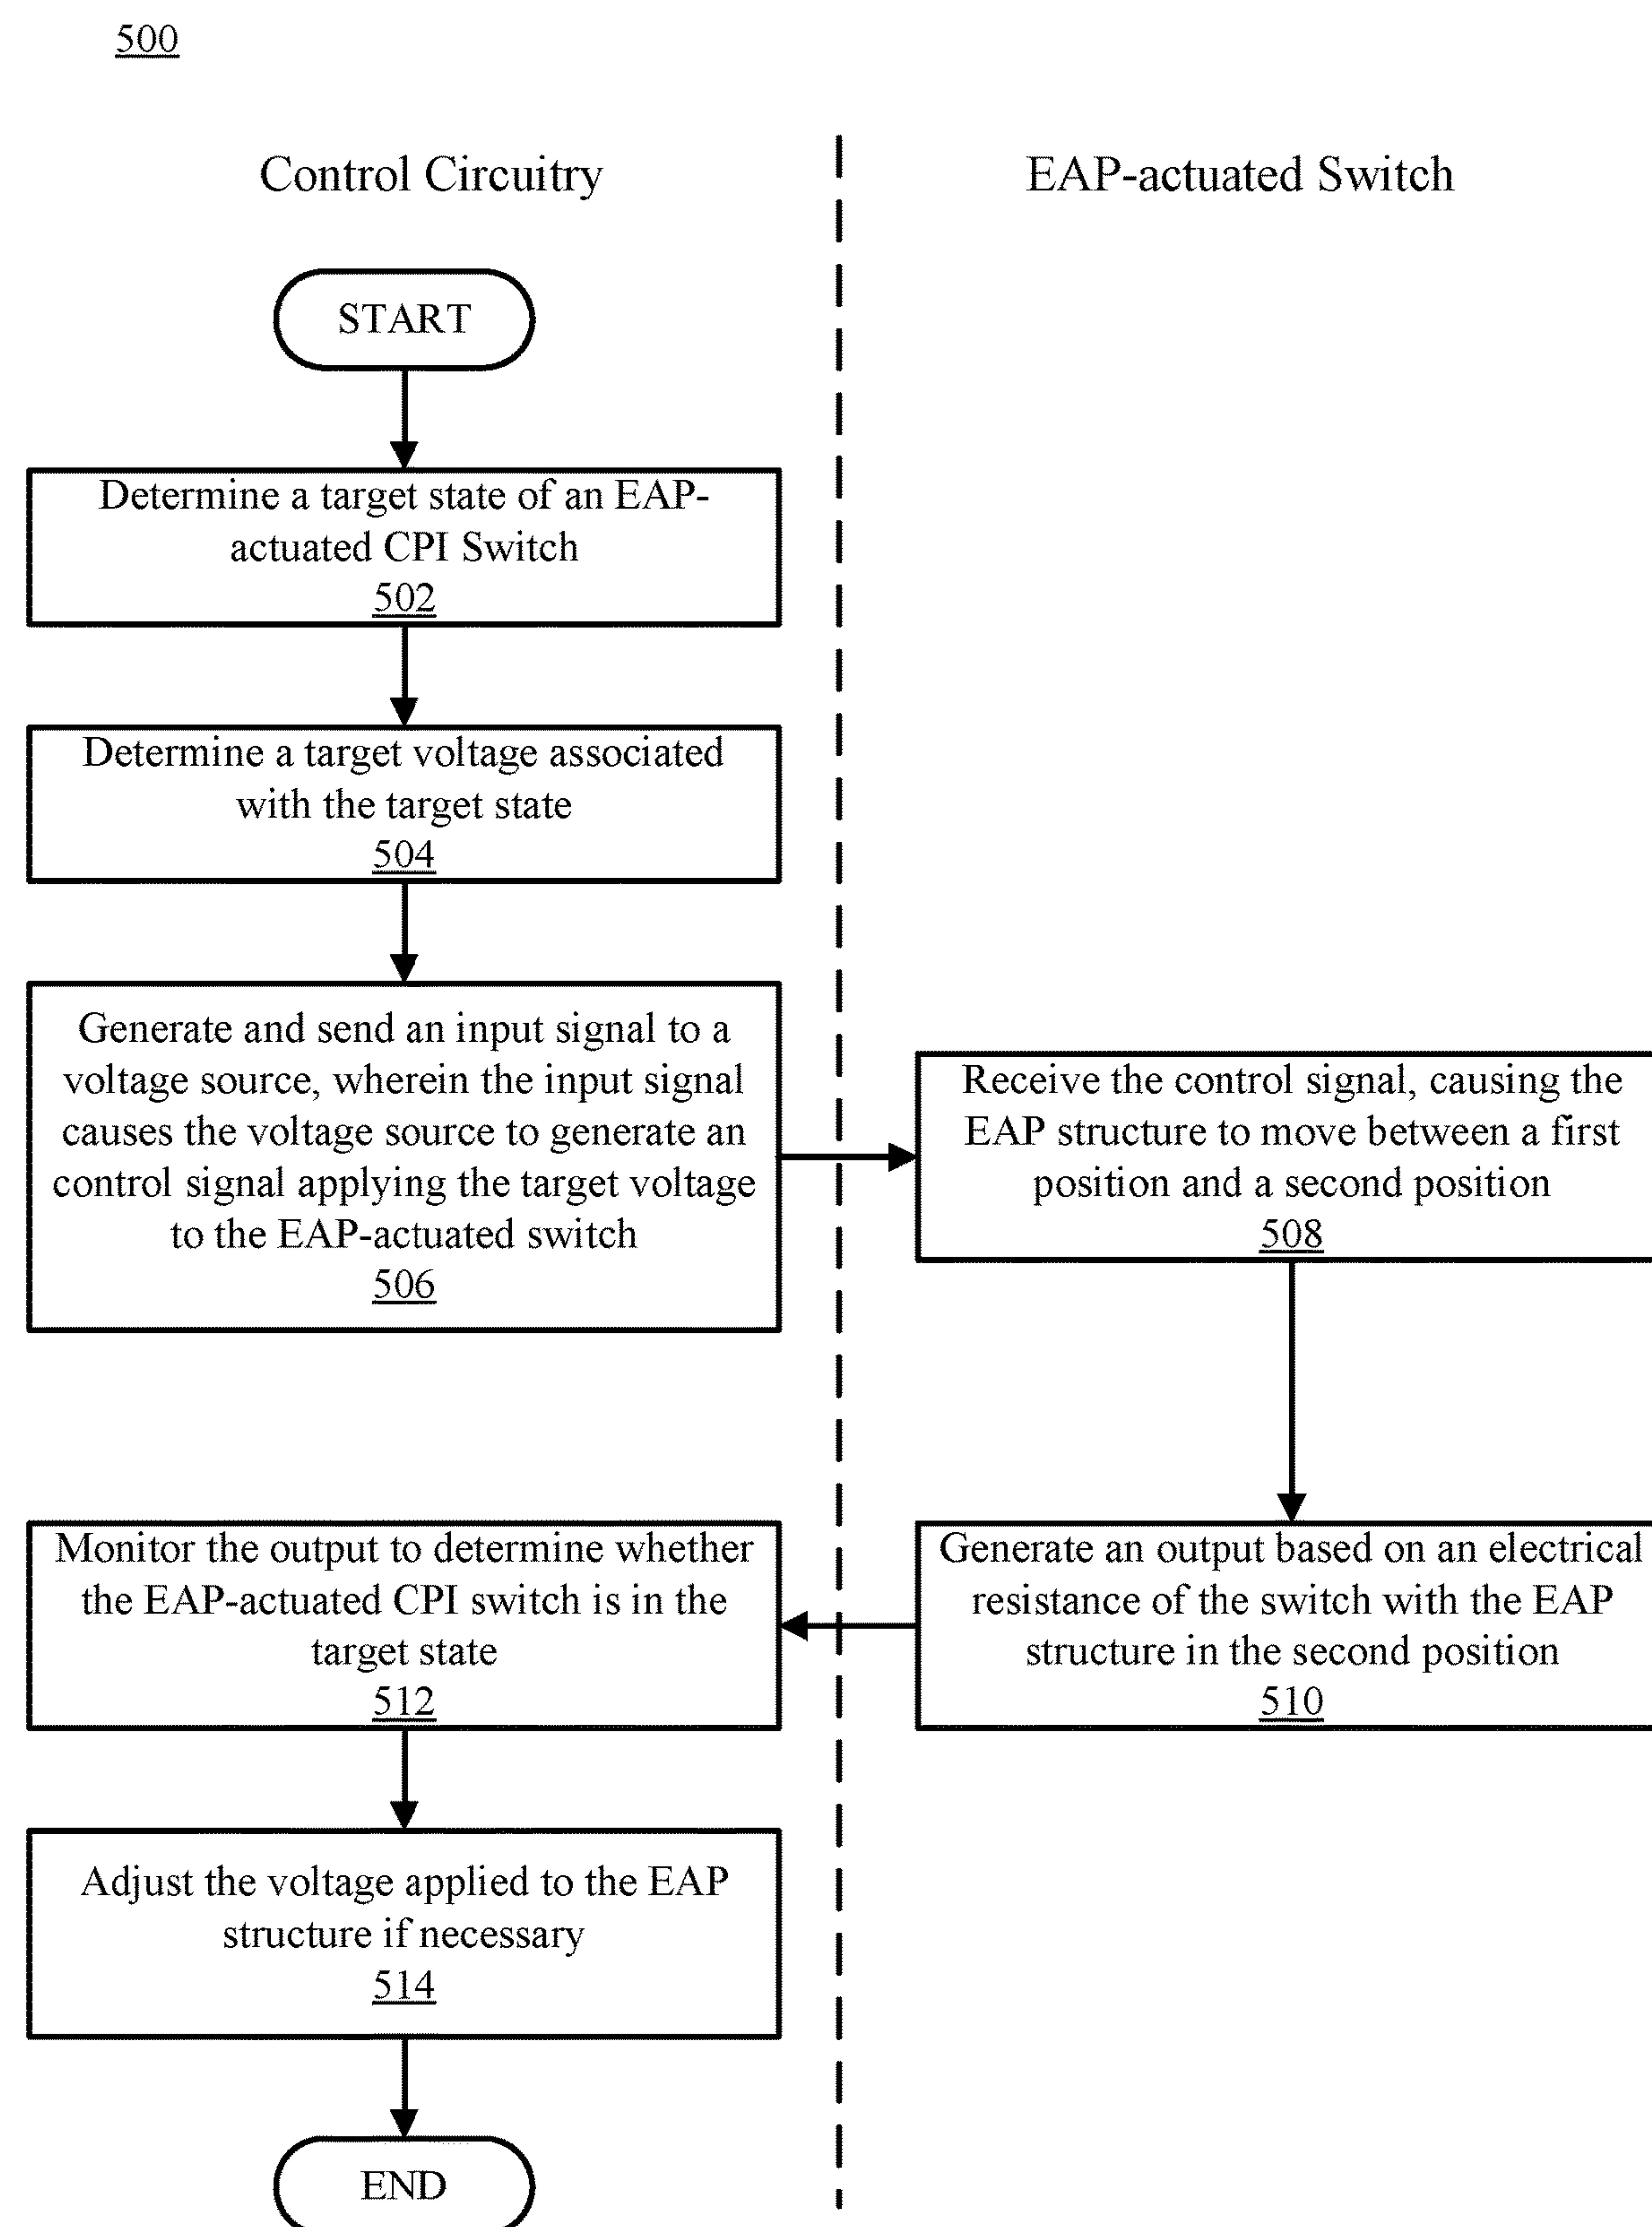 500
Control Circuitry
EAP-actuated Switch
START
Determine a target state of an EAP-
actuated CPI Switch
502
Determine a target voltage associated
with the target state
504
Generate and send an input signal to a
voltage source, wherein the input signal
causes the voltage source to generate an
control signal applying the target voltage
to the EAP-actuated switch
506
Receive the control signal, causing the
EAP structure to move between a first
position and a second position
508
Generate an output based on an electrical
resistance of the switch with the EAP
structure in the second position
510
Monitor the output to determine whether
the EAP-actuated CPI switch is in the
target state
512
Adjust the voltage applied to the EAP
structure if necessary
514
END